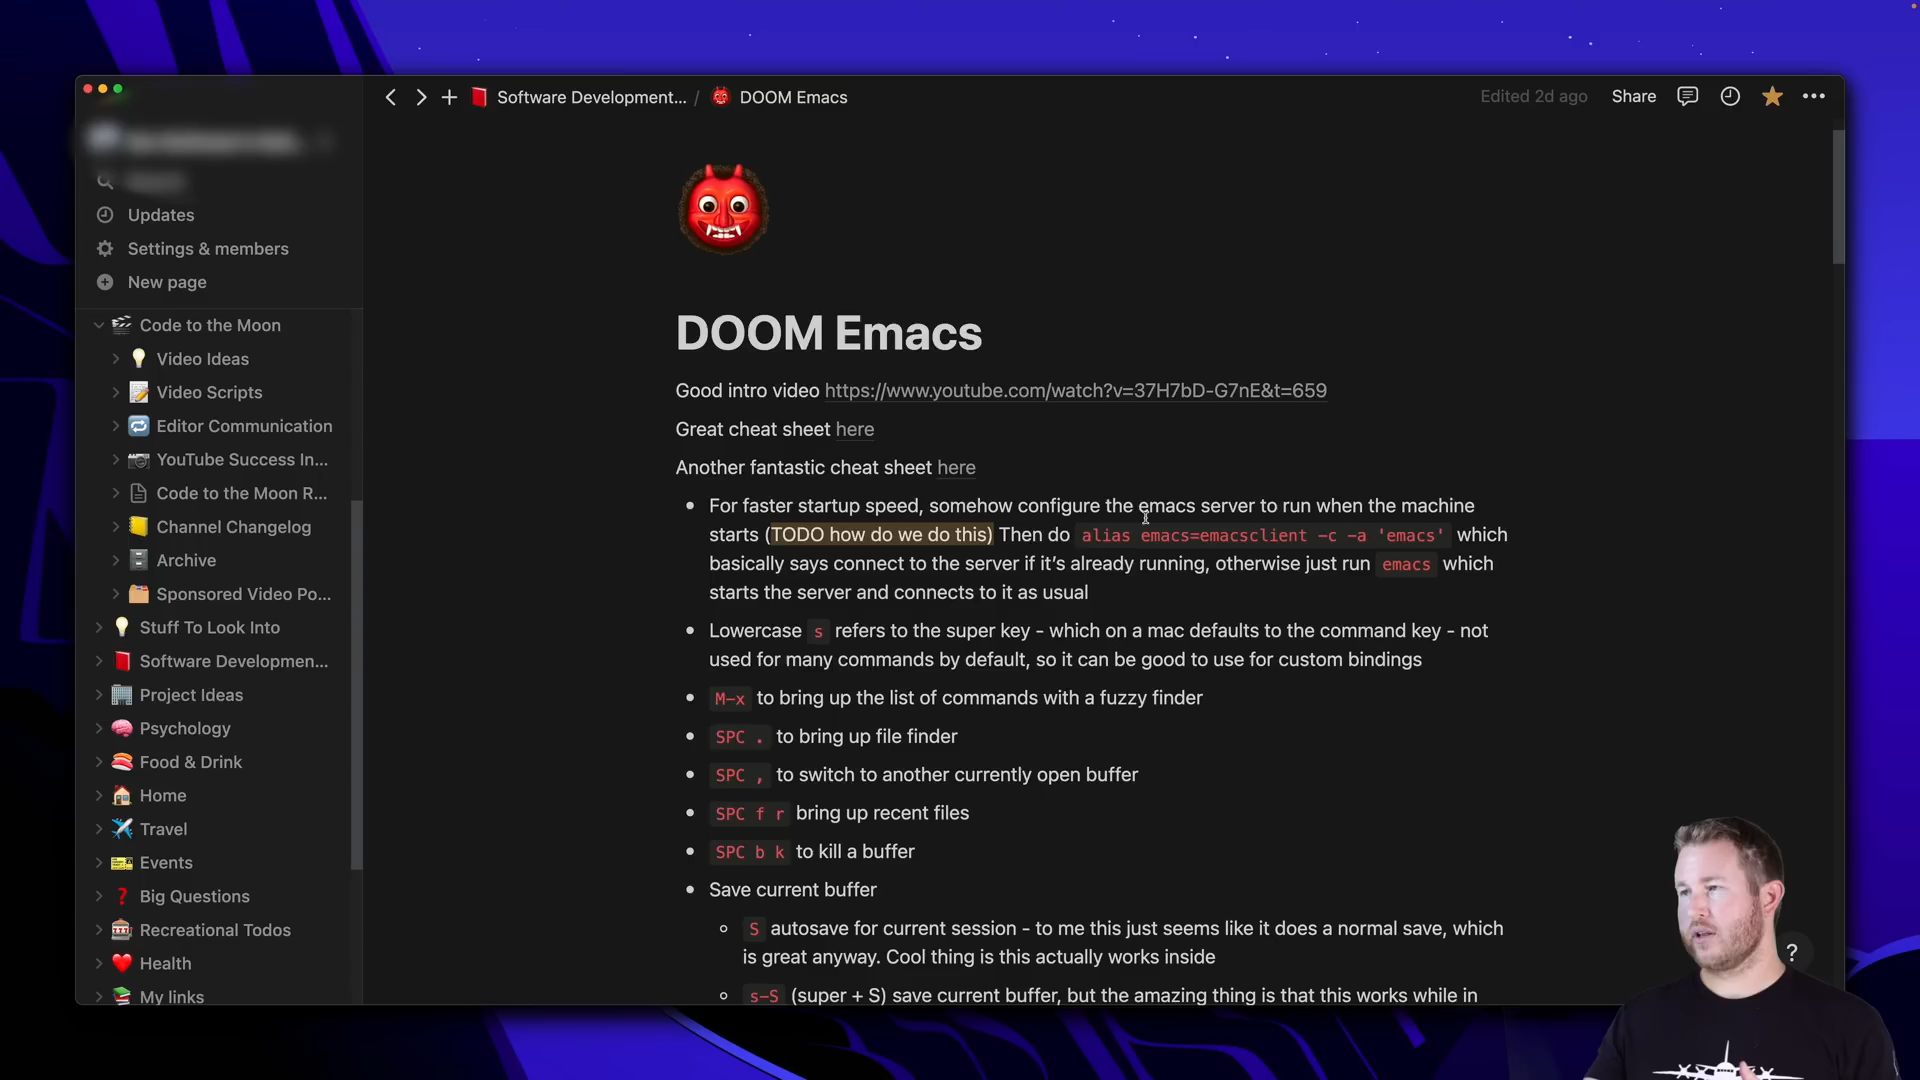 Software Development... / DOOM Emacs
Edited 2d ago
Share
Updates
Settings & members
New page
Code to the Moon
Video Ideas
Video Scripts
Editor Communication
YouTube Success In...
Code to the Moon R...
Channel Changelog
Archive
Sponsored Video Po...
Stuff To Look Into
Software Developmen...
Project Ideas
Psychology
Food & Drink
Home
Travel
Events
Big Questions
Recreational Todos
Health
My links
DOOM Emacs
Good intro video https://www.youtube.com/watch?v=37H7bD-G7nE&t=659
Great cheat sheet here
Another fantastic cheat sheet here
For faster startup speed, somehow configure the emacs server to run when the machine
starts (TODO how do we do this) Then do alias emacs=emacsclient -c -a 'emacs' which
basically says connect to the server if it’s already running, otherwise just run emacs which
starts the server and connects to it as usual
Lowercase s refers to the super key - which on a mac defaults to the command key - not
used for many commands by default, so it can be good to use for custom bindings
M-x to bring up the list of commands with a fuzzy finder
SPC . to bring up file finder
SPC , to switch to another currently open buffer
SPC f r bring up recent files
SPC b k to kill a buffer
Save current buffer
S autosave for current session - to me this just seems like it does a normal save, which
is great anyway. Cool thing is this actually works inside
s-S (super + S) save current buffer, but the amazing thing is that this works while in
?